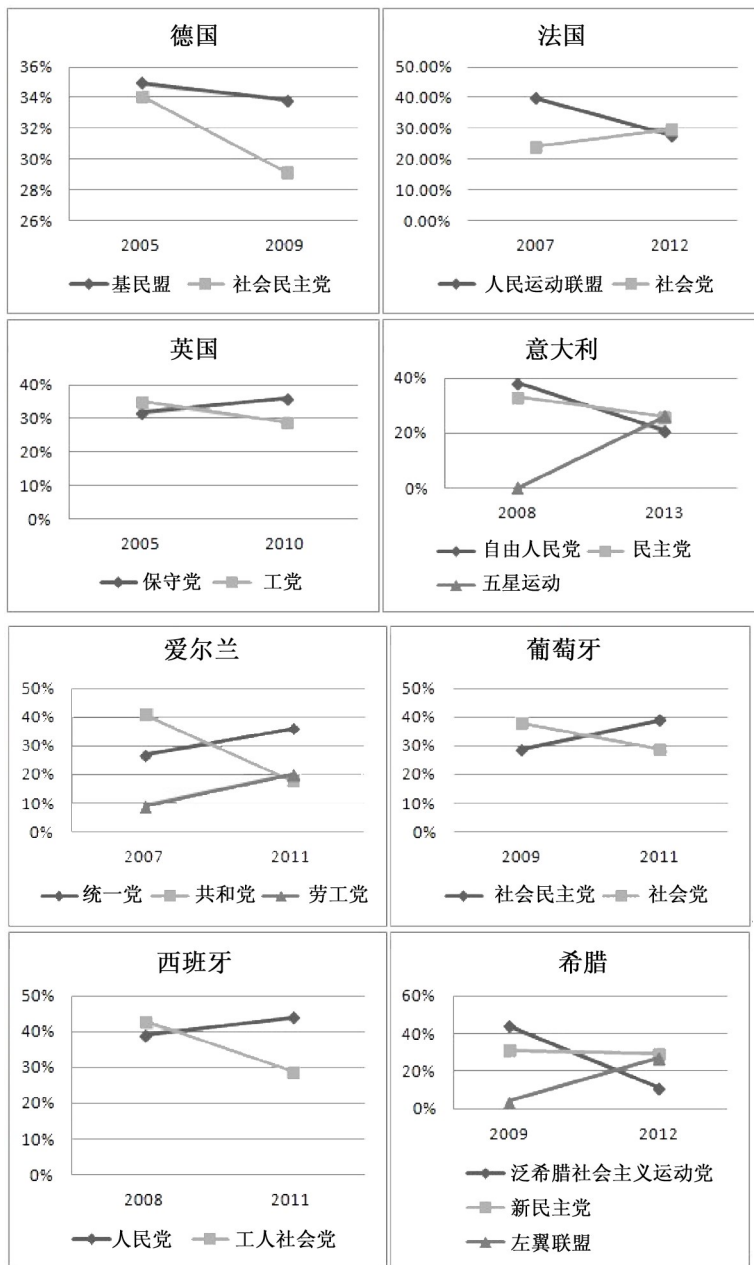 德国
36%
34%
32%
31%
28%
26%
2005 2009
基民盟 社会民主党
法国
50.00%
40.00%
30.00%
20.00%
10.00%
0.00%
2007 2012
人民运动联盟 社会党
英国
40%
30%
20%
10%
0%
2005 2010
保守党 工党
意大利
40%
20%
0%
2008 2013
自由人民党 民主党
五星运动
爱尔兰
50%
40%
30%
20%
10%
0%
2007 2011
统一党 共和党 劳工党
葡萄牙
50%
40%
30%
20%
10%
0%
2009 2011
社会民主党 社会党
西班牙
50%
40%
30%
20%
10%
0%
2008 2011
人民党 工人社会党
希腊
60%
40%
20%
0%
2009 2012
泛希腊社会主义运动党
新民主党
左翼联盟